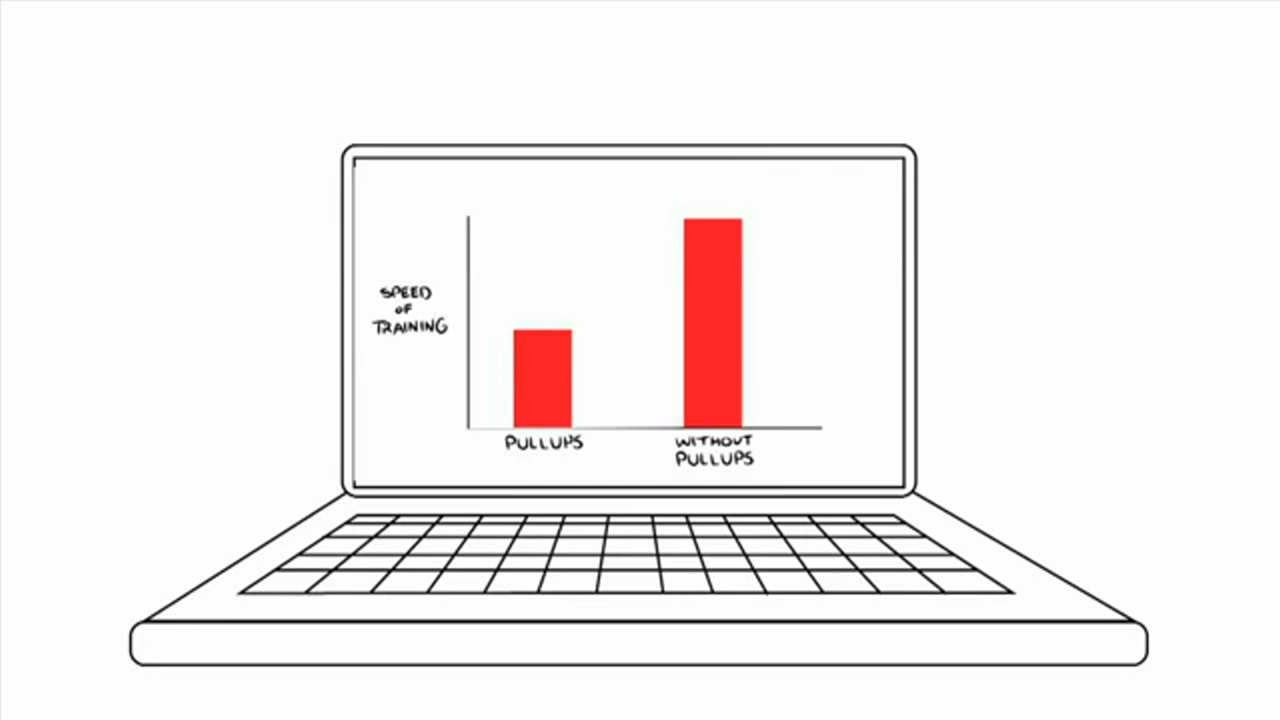 SPEED
OF
TRAINING
PULLUPS
WITHOUT
PULLUPS